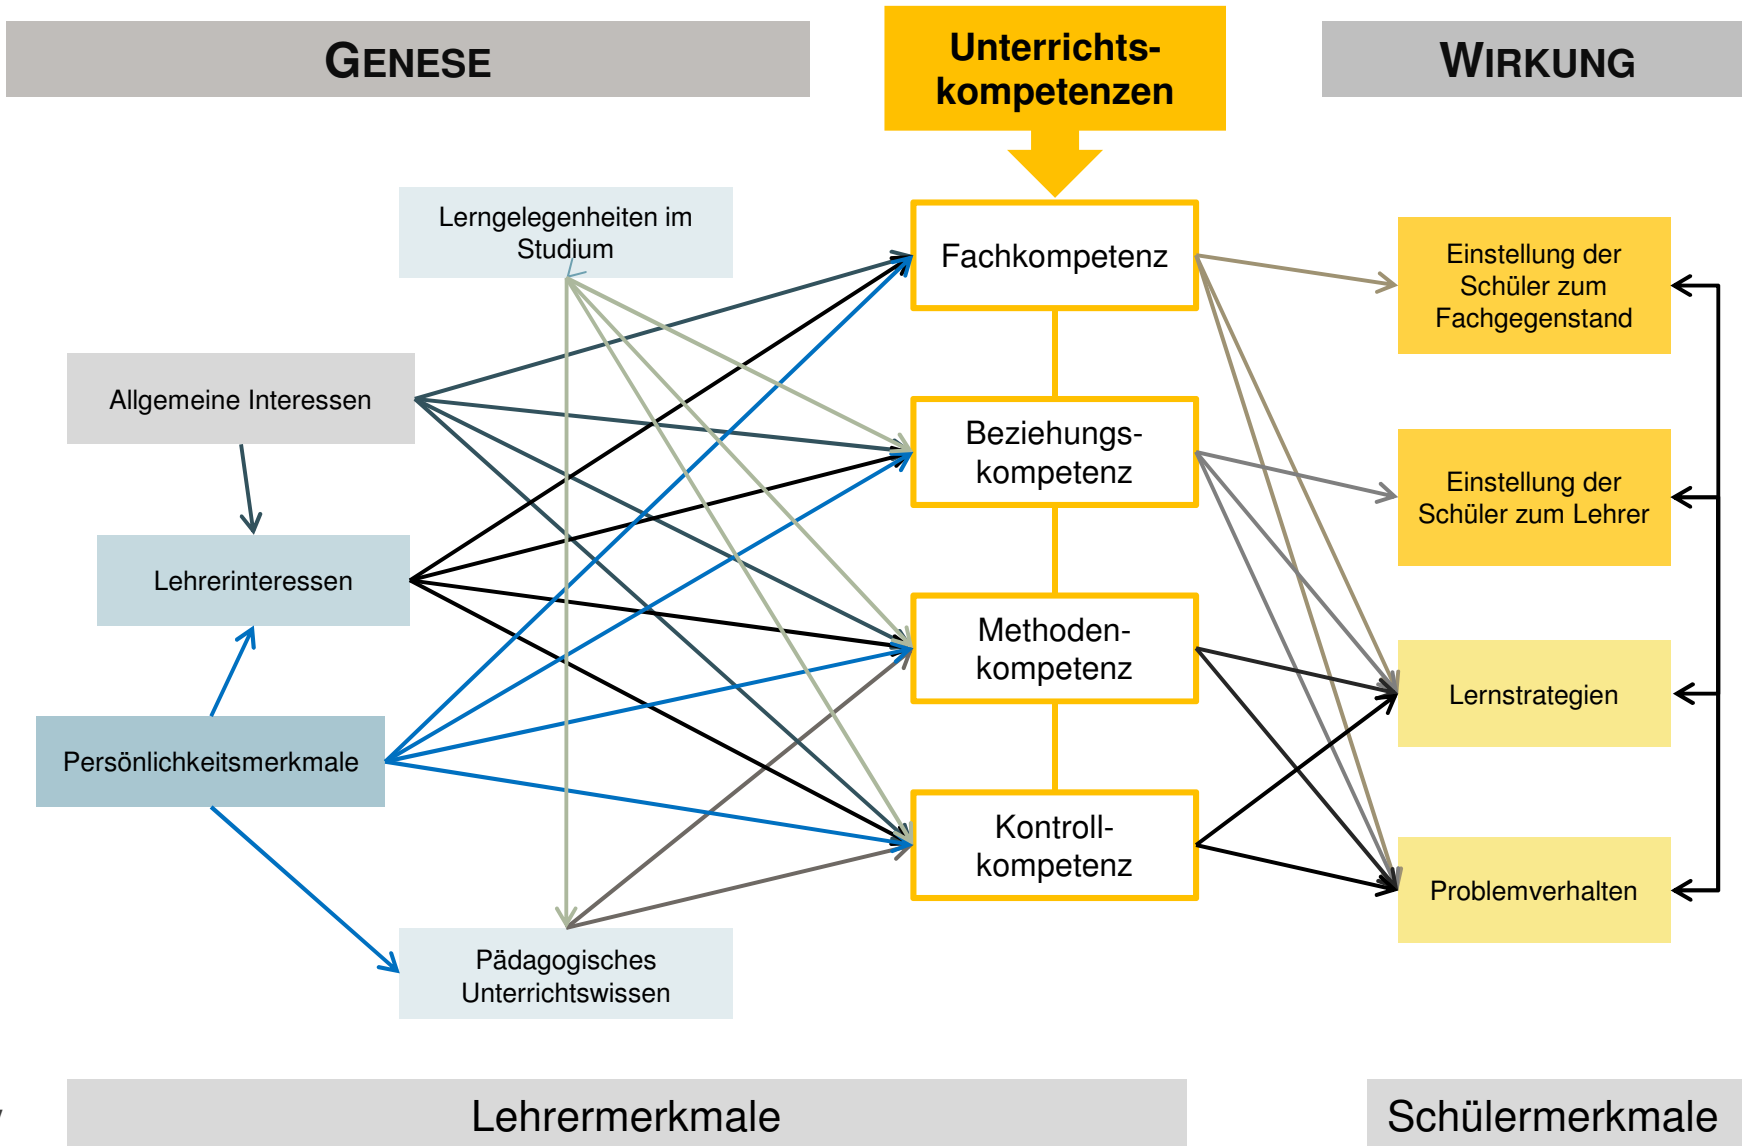 GENESE
Unterrichts-
kompetenzen
WIRKUNG
Lerngelegenheiten im
Studium
Fachkompetenz
Einstellung der
Schüler zum
Fachgegenstand
Allgemeine Interessen
Beziehungs-
kompetenz
Einstellung der
Schüler zum Lehrer
Lehrerinteressen
Methoden-
kompetenz
Lernstrategien
Persönlichkeitsmerkmale
Kontroll-
kompetenz
Problemverhalten
Pädagogisches
Unterrichtswissen
Lehrermerkmale
Schülermerkmale